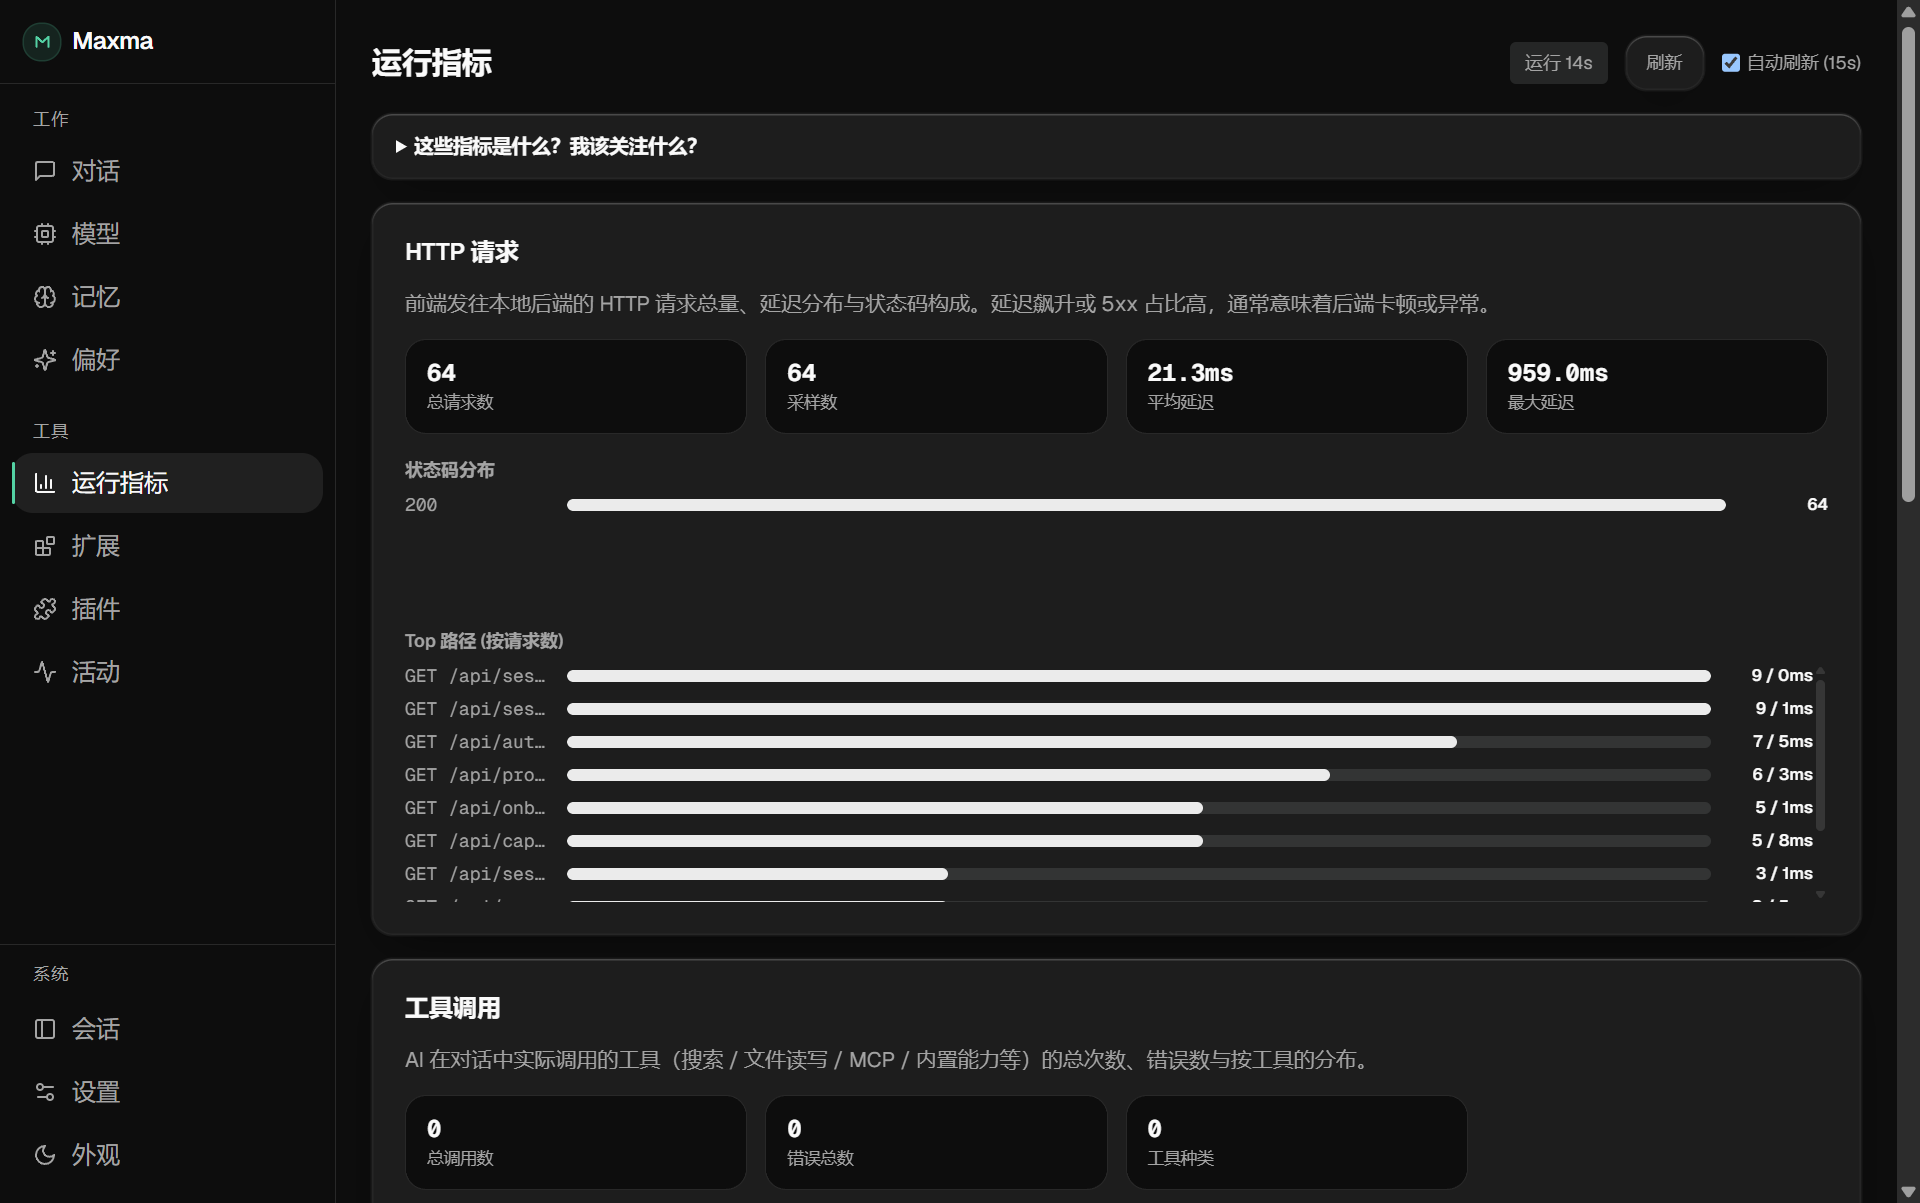 Maxma
工作
对话
模型
记忆
偏好
工具
运行指标
扩展
插件
活动
系统
会话
设置
外观
运行指标
运行 14s
刷新
自动刷新 (15s)
这些指标是什么？我该关注什么？
HTTP 请求
前端发往本地后端的 HTTP 请求总量、延迟分布与状态码构成。延迟飙升或 5xx 占比高，通常意味着后端卡顿或异常。
64
总请求数
64
采样数
21.3ms
平均延迟
959.0ms
最大延迟
状态码分布
200 64
Top 路径 (按请求数)
GET /api/ses… 9 / 0ms
GET /api/ses… 9 / 1ms
GET /api/aut… 7 / 5ms
GET /api/pro… 6 / 3ms
GET /api/onb… 5 / 1ms
GET /api/cap… 5 / 8ms
GET /api/ses… 3 / 1ms
工具调用
AI 在对话中实际调用的工具（搜索 / 文件读写 / MCP / 内置能力等）的总次数、错误数与按工具的分布。
0
总调用数
0
错误总数
0
工具种类